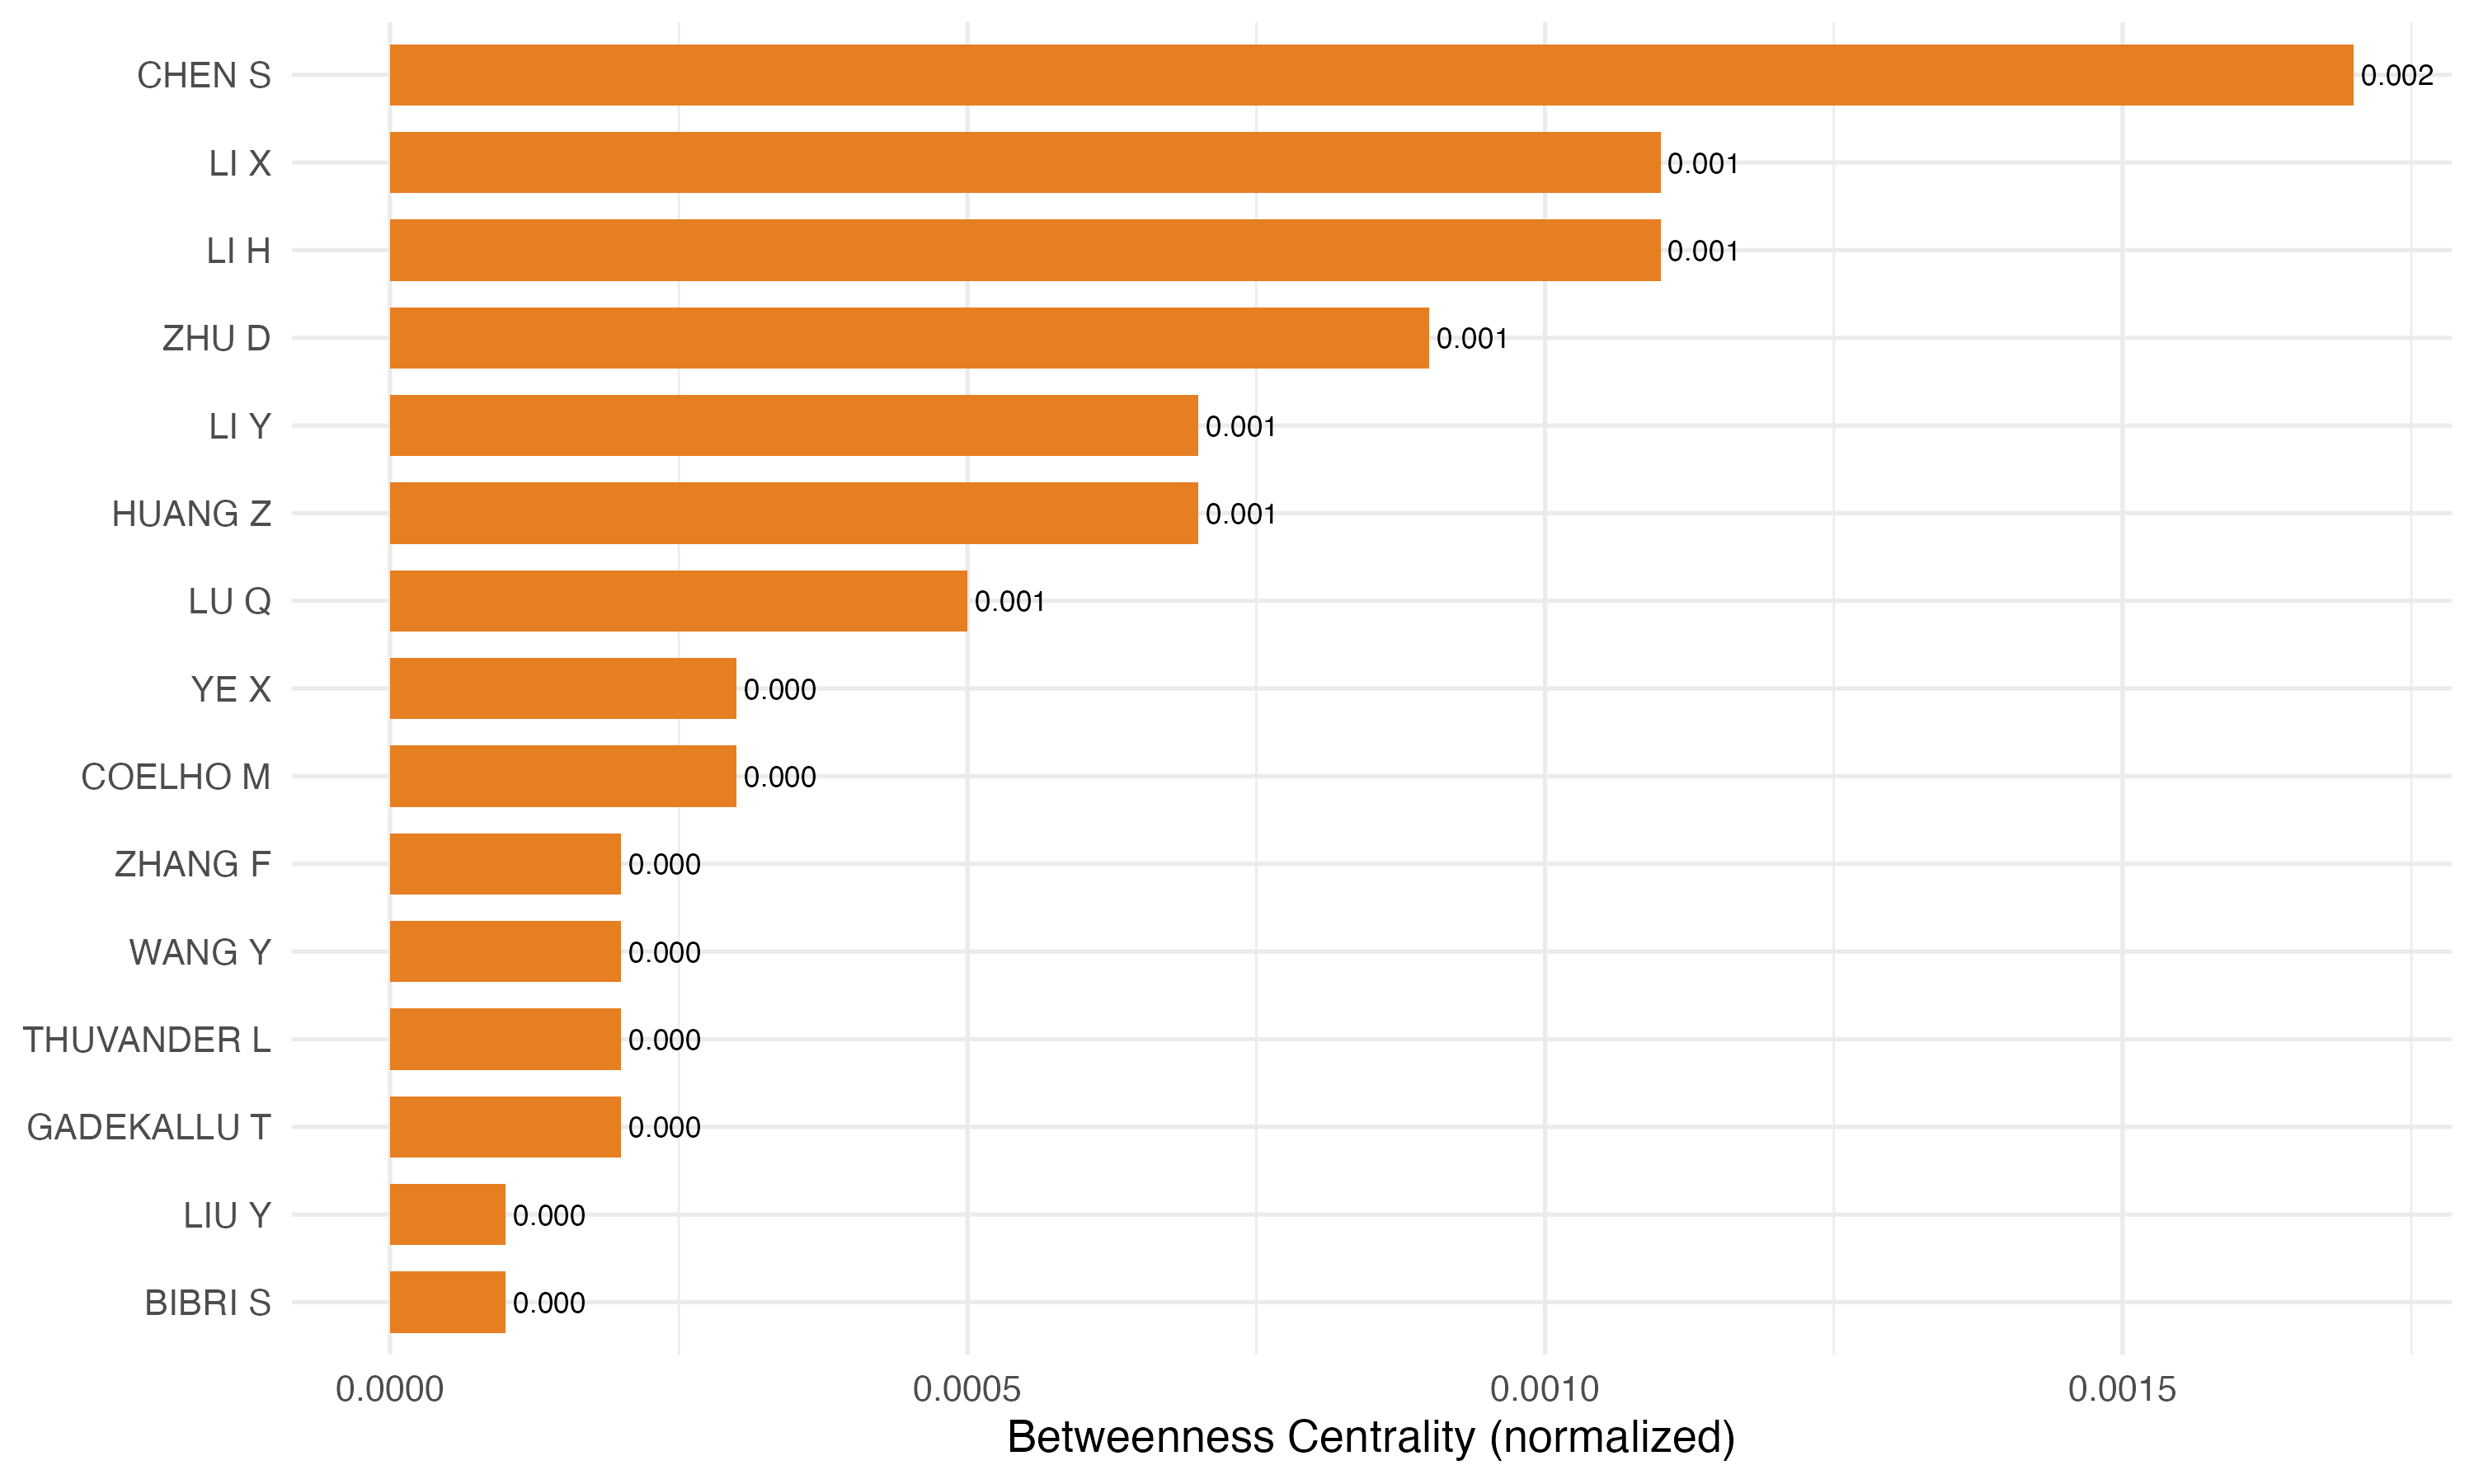 CHEN S 0.002
LI X 0.001
LI H 0.001
ZHU D 0.001
LI Y 0.001
HUANG Z 0.001
LU Q 0.001
YE X 0.000
COELHO M 0.000
ZHANG F 0.000
WANG Y 0.000
THUVANDER L 0.000
GADEKALLU T 0.000
LIU Y 0.000
BIBRI S 0.000
0.0000 0.0005 0.0010 0.0015
Betweenness Centrality (normalized)